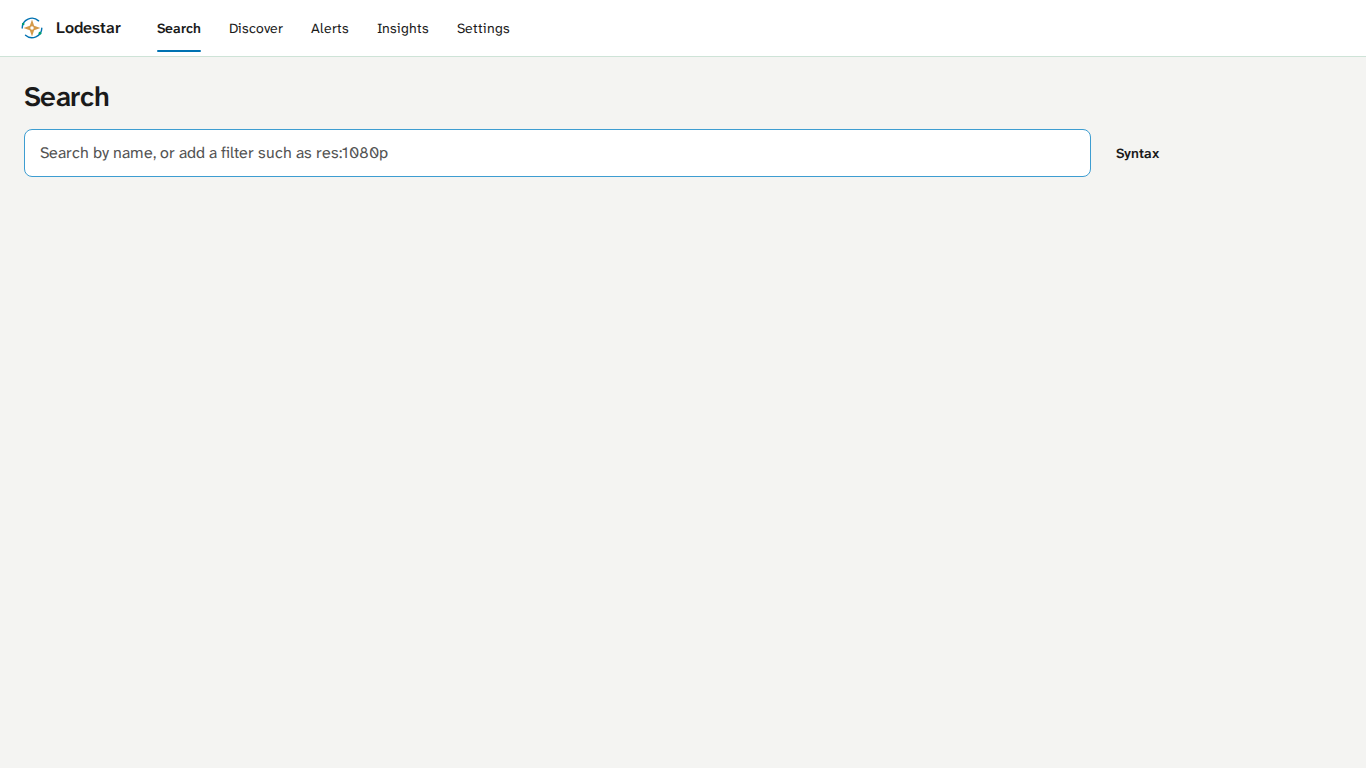 Lodestar Search Discover Alerts Insights Settings
Search
Search by name, or add a filter such as res:1080p Syntax